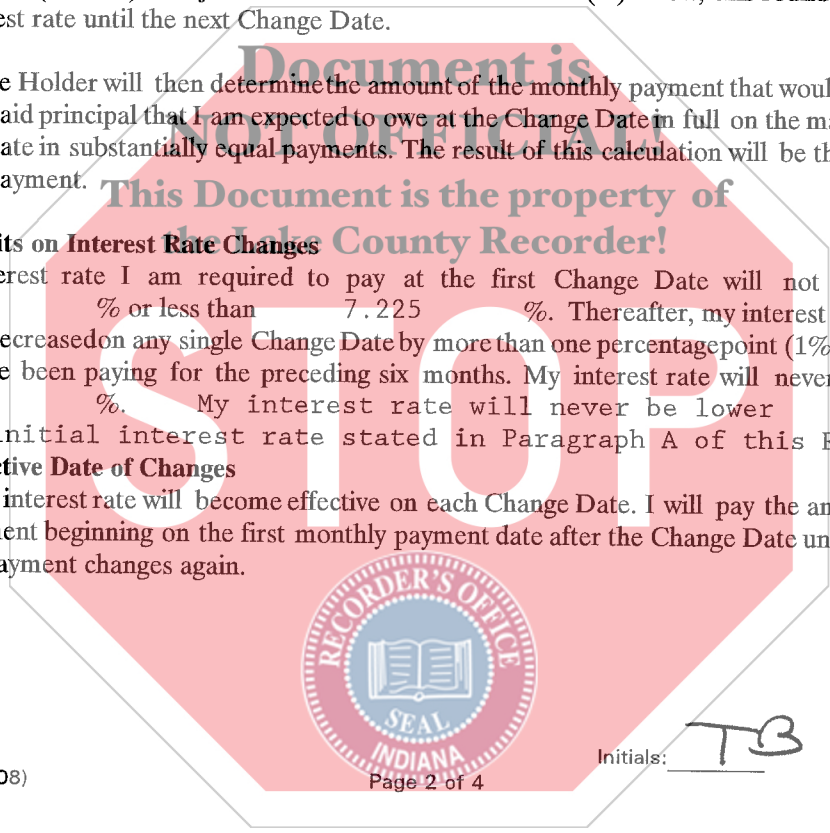 est rate until the next Change Date.
Document is
e Holder will then determine the amount of the monthly payment that woul
aid principal that I am expected to owe at the Change Date in full on the m
NOT OFFICIAL!
ate in substantially equal payments. The result of this calculation will be th
ayment.
This Document is the property of
the Lake County Recorder!
its on Interest Rate Changes
erest rate I am required to pay at the first Change Date will not
% or less than 7.225 %. Thereafter, my interest
ecreased on any single Change Date by more than one percentage point (1%
e been paying for the preceding six months. My interest rate will never
%. My interest rate will never be lower
initial interest rate stated in Paragraph A of this R
STOP
ctive Date of Changes
interest rate will become effective on each Change Date. I will pay the am
ent beginning on the first monthly payment date after the Change Date un
ayment changes again.
RECORDER'S OFFICE
SEAL
INDIANA
Initials: TB
08)
Page 2 of 4